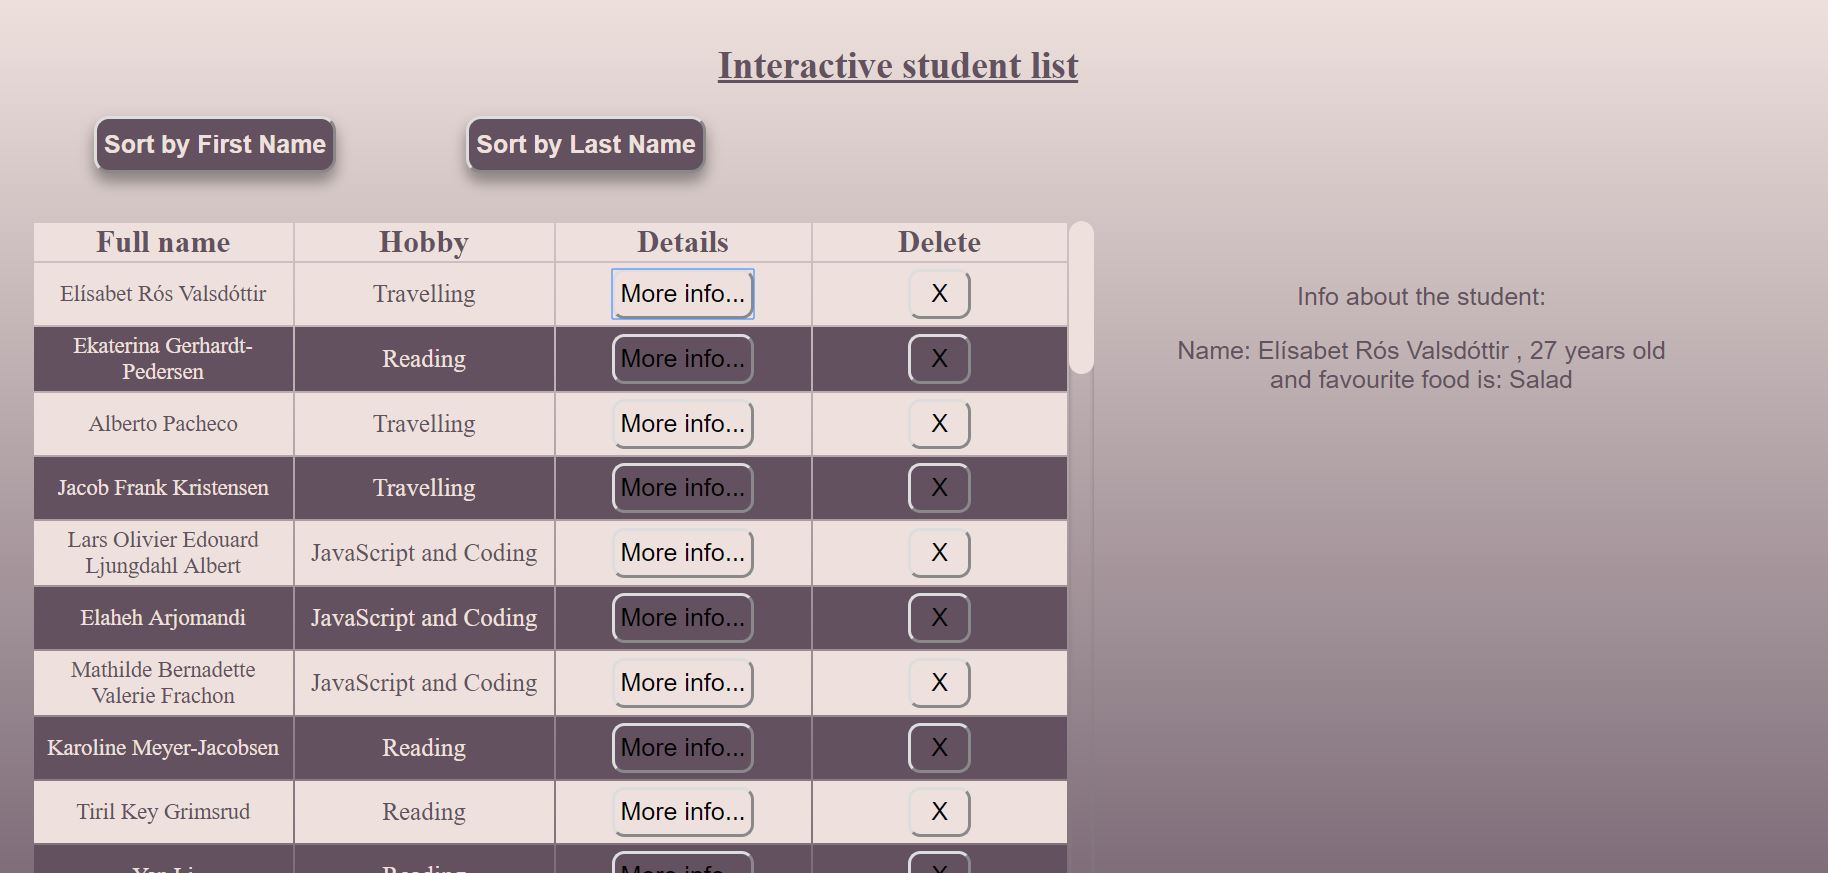 Interactive student list
Sort by First Name
Sort by Last Name
Full name Hobby Details Delete
Elísabet Rós Valsdóttir Travelling More info... X
Ekaterina Gerhardt-
Pedersen Reading More info... X
Alberto Pacheco Travelling More info... X
Jacob Frank Kristensen Travelling More info... X
Lars Olivier Edouard
Ljungdahl Albert JavaScript and Coding More info... X
Elaheh Arjomandi JavaScript and Coding More info... X
Mathilde Bernadette
Valerie Frachon JavaScript and Coding More info... X
Karoline Meyer-Jacobsen Reading More info... X
Tiril Key Grimsrud Reading More info... X
Reading More info... X
Info about the student:
Name: Elísabet Rós Valsdóttir , 27 years old
and favourite food is: Salad